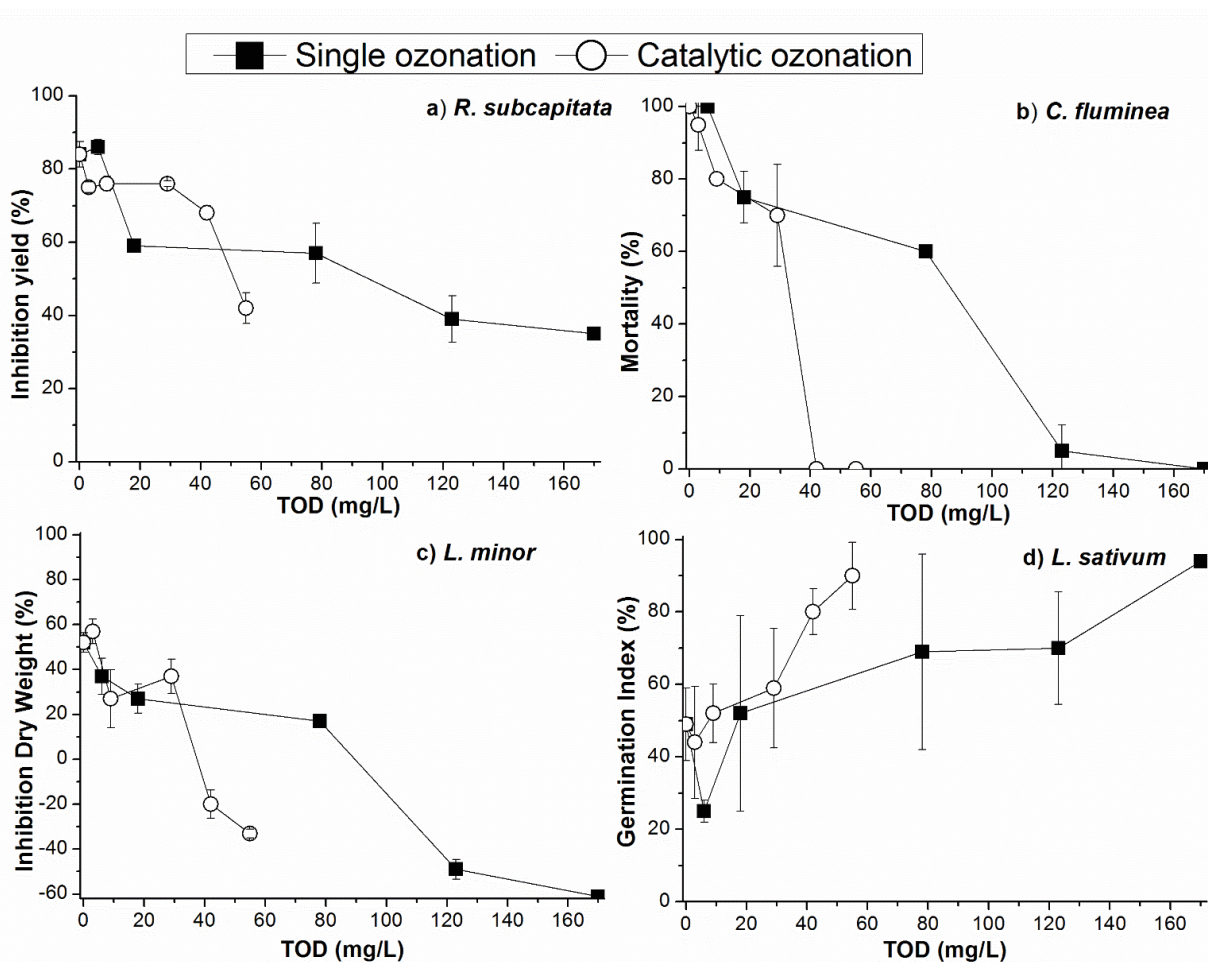 Single ozonation Catalytic ozonation
a) R. subcapitata
Inhibition yield (%)
100
80
60
40
20
0
0 20 40 60 80 100 120 140 160
TOD (mg/L)
b) C. fluminea
Mortality (%)
100
80
60
40
20
0
0 20 40 60 80 100 120 140 160
TOD (mg/L)
c) L. minor
Inhibition Dry Weight (%)
100
80
60
40
20
0
-20
-40
-60
0 20 40 60 80 100 120 140 160
TOD (mg/L)
d) L. sativum
Germination Index (%)
100
80
60
40
20
0
0 20 40 60 80 100 120 140 160
TOD (mg/L)